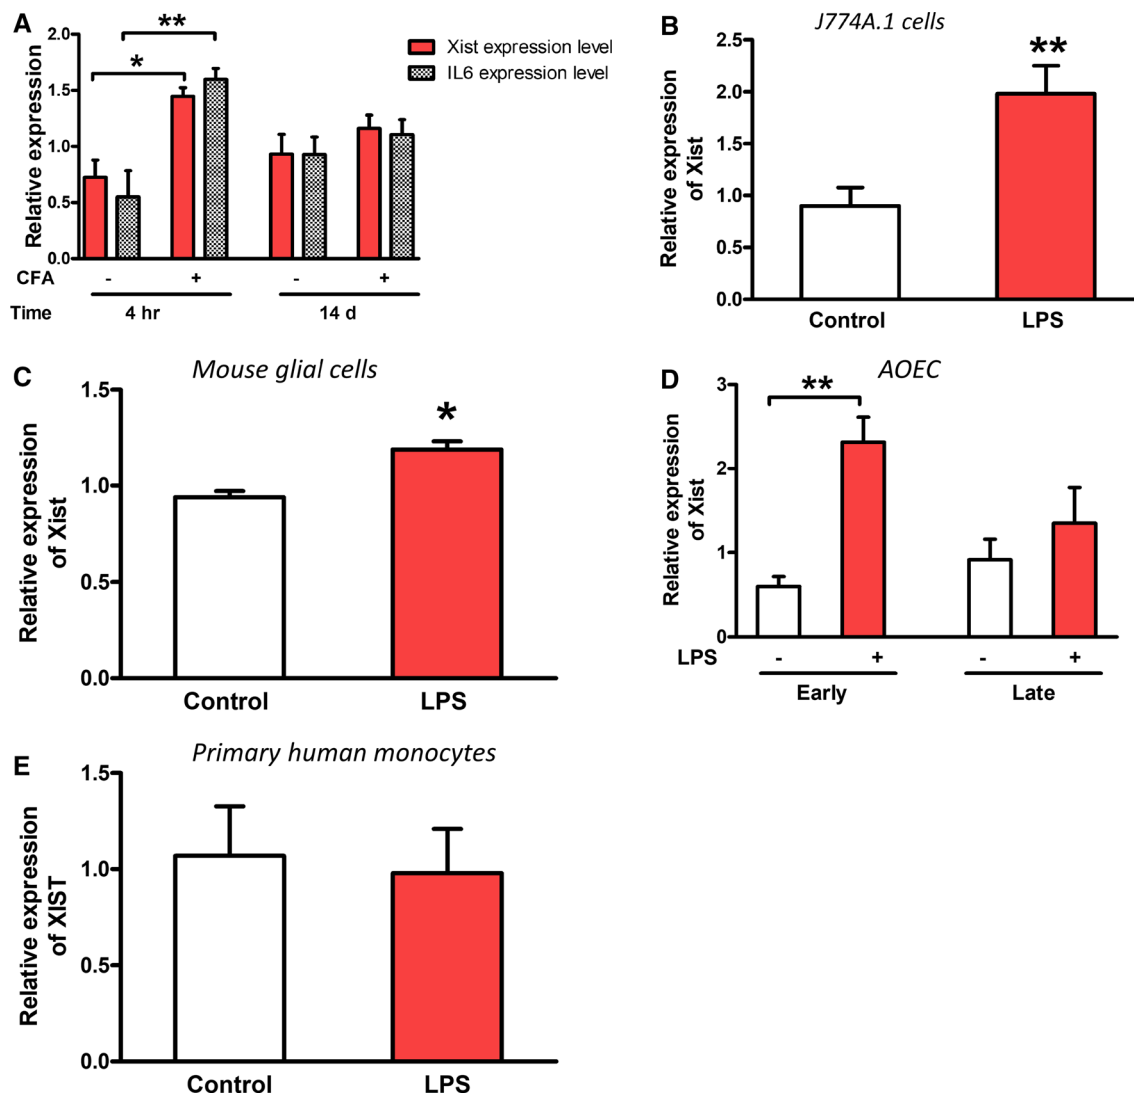 A
Relative expression
2.0
1.5
1.0
0.5
0.0
*
**
Xist expression level
IL6 expression level
CFA - + - +
Time 4 hr 14 d
B
J774A.1 cells
Relative expression
of Xist
2.5
2.0
1.5
1.0
0.5
0.0
**
Control LPS
C
Mouse glial cells
Relative expression
of Xist
1.5
1.0
0.5
0.0
*
Control LPS
D
AOEC
Relative expression
of Xist
3
2
1
0
**
LPS - + - +
Early Late
E
Primary human monocytes
Relative expression
of XIST
1.5
1.0
0.5
0.0
Control LPS